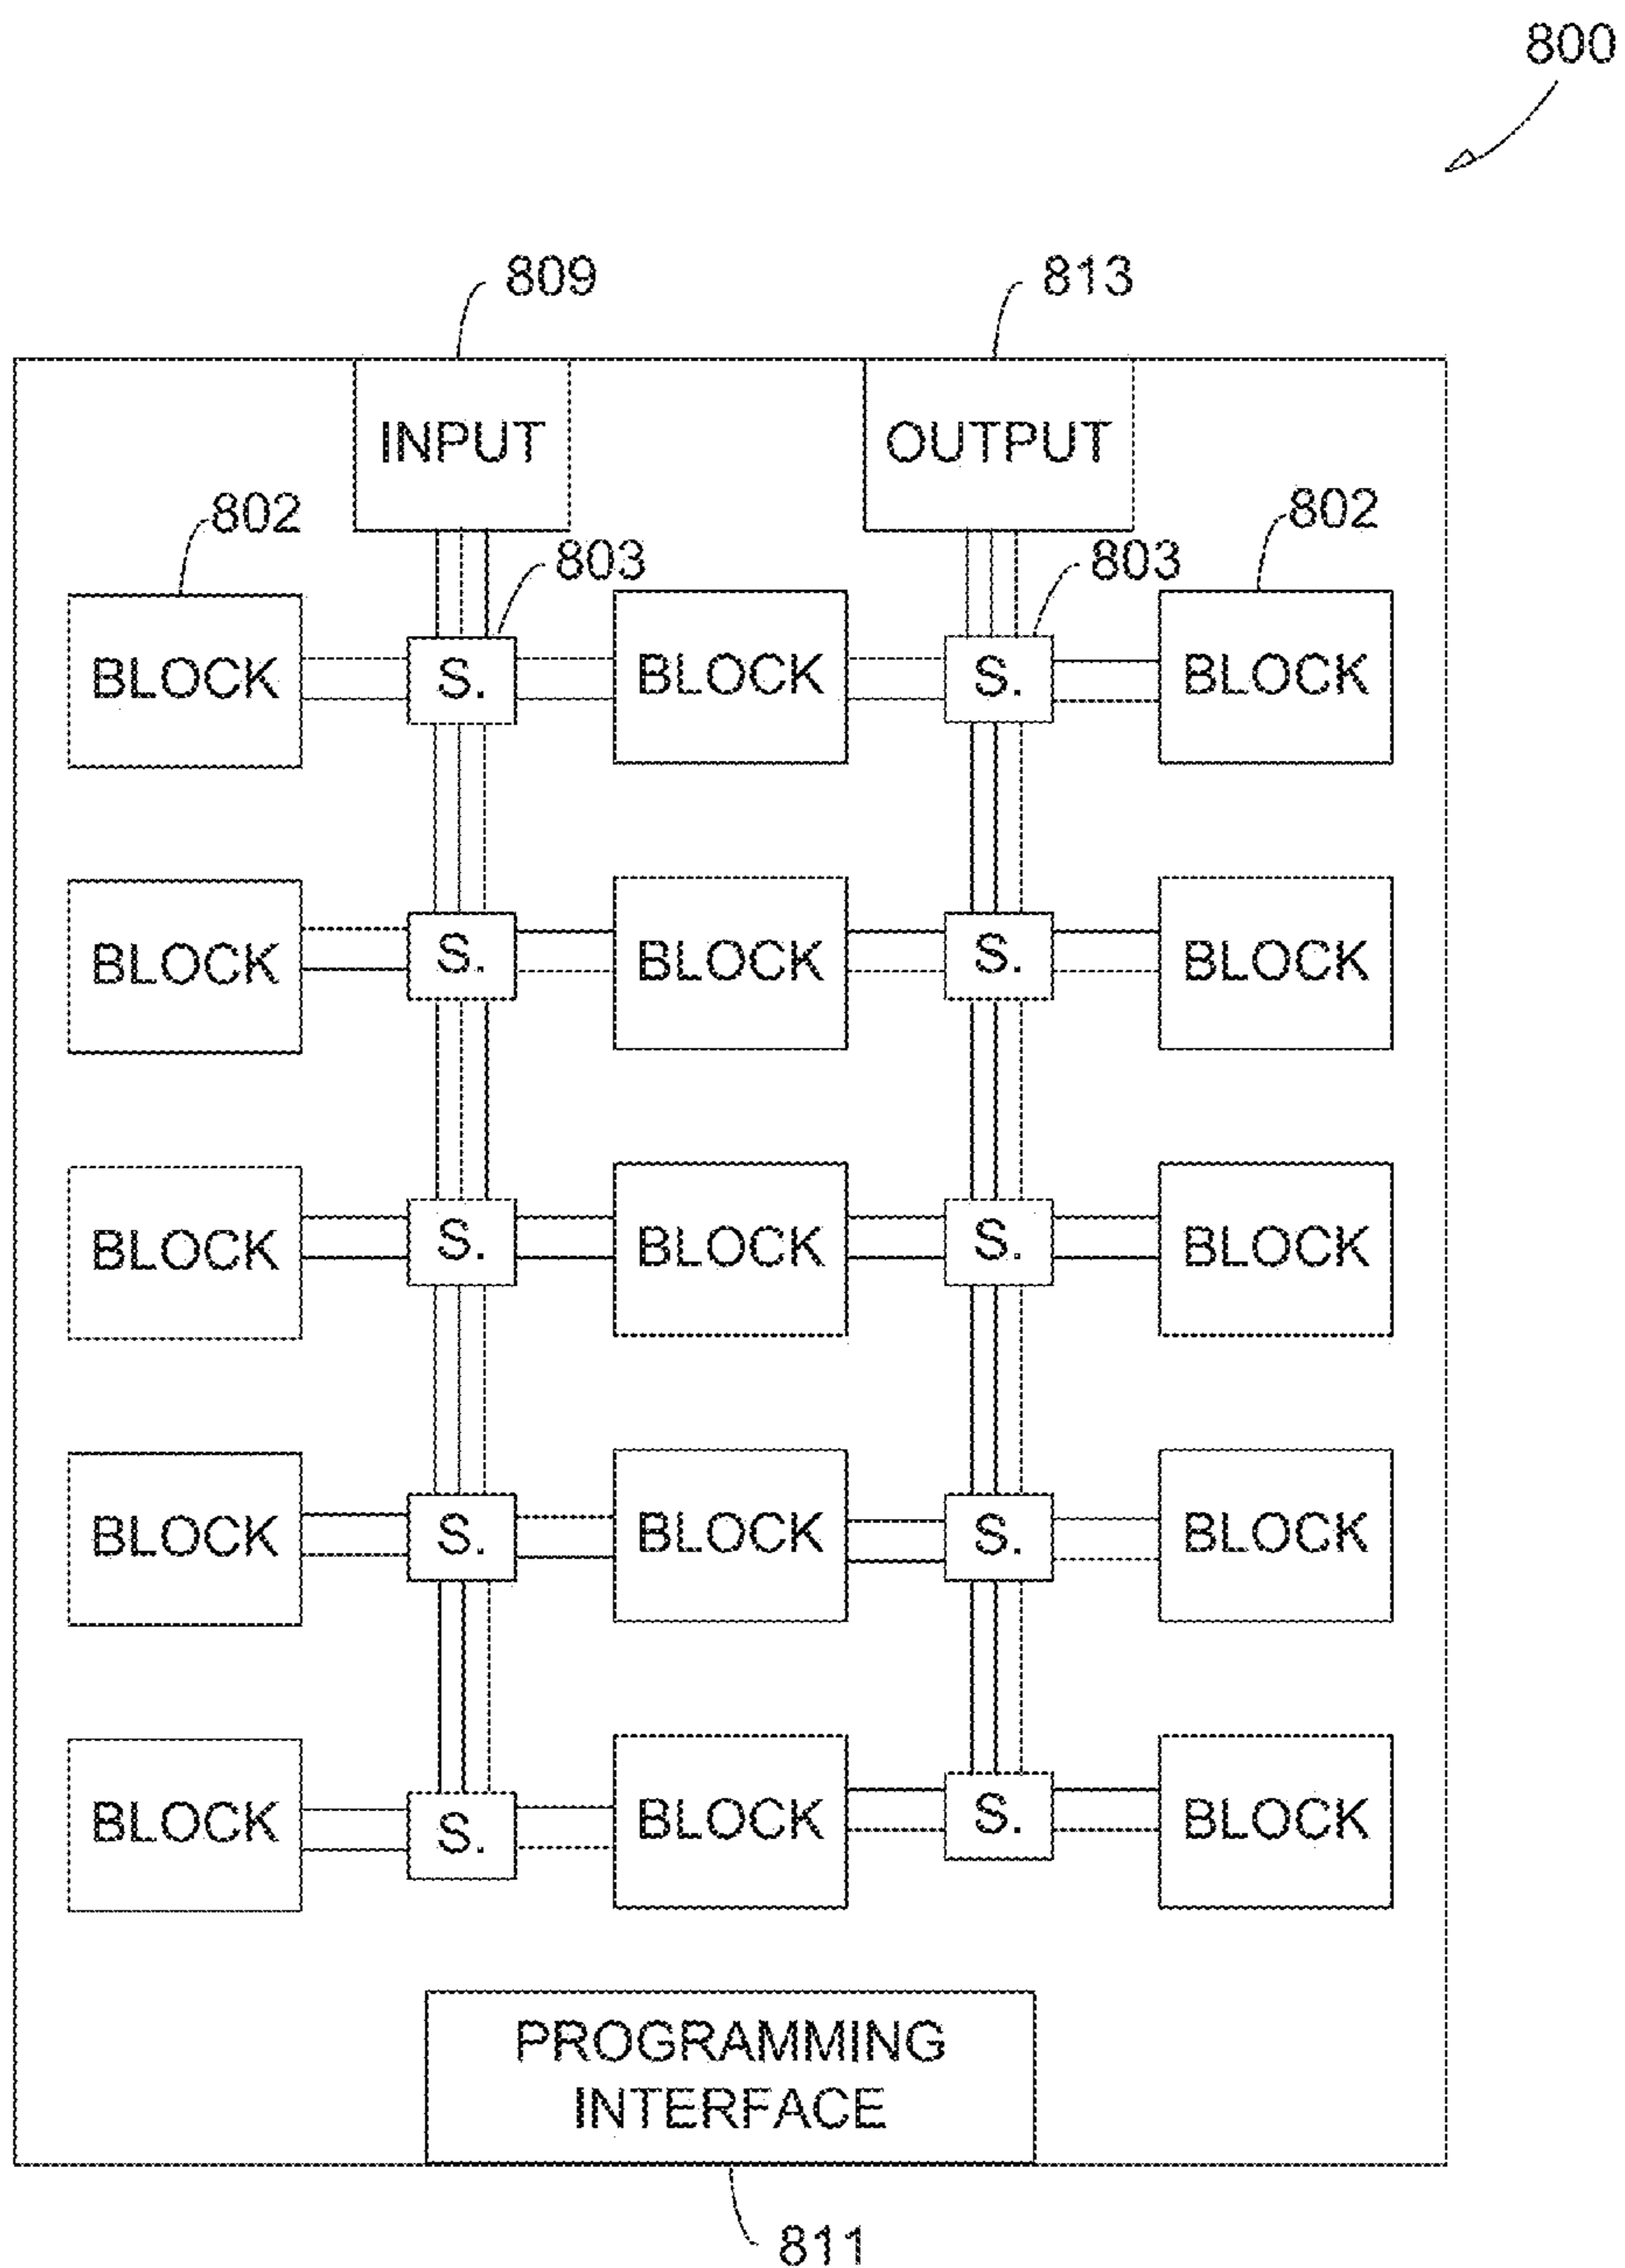 800
809
813
INPUT
OUTPUT
802
802
803
803
BLOCK
S.
BLOCK
S.
BLOCK
BLOCK
S.
BLOCK
S.
BLOCK
BLOCK
S.
BLOCK
S.
BLOCK
BLOCK
S.
BLOCK
S.
BLOCK
BLOCK
S.
BLOCK
S.
BLOCK
PROGRAMMING
INTERFACE
811